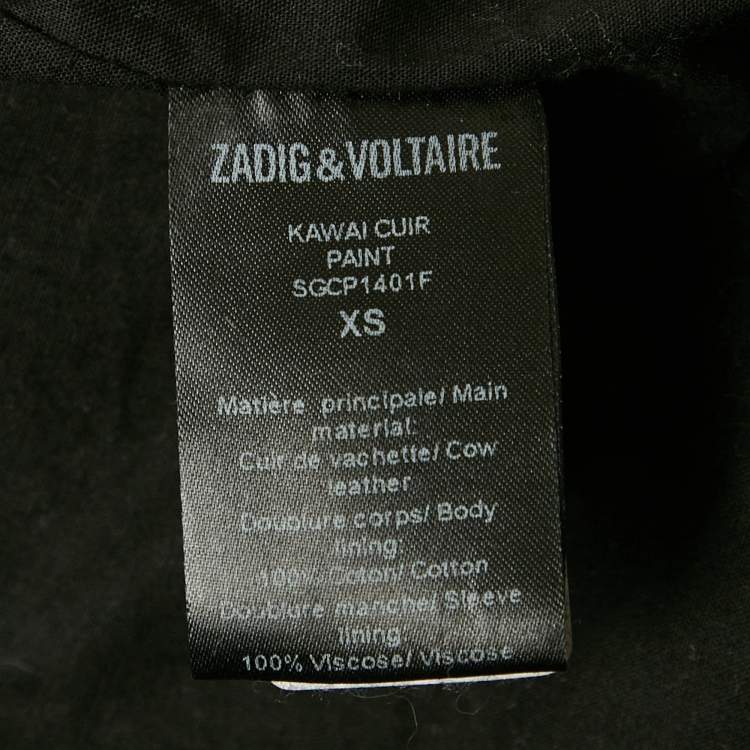 ZADIG&VOLTAIRE
KAWAI CUIR
PAINT
SGCP1401F
XS
Matière principale/ Main
material:
Cuir de vachette/ Cow
leather
Doublure corps/ Body
lining:
100% Coton/ Cotton
Doublure manche/ Sleeve
lining:
100% Viscose/ Viscose